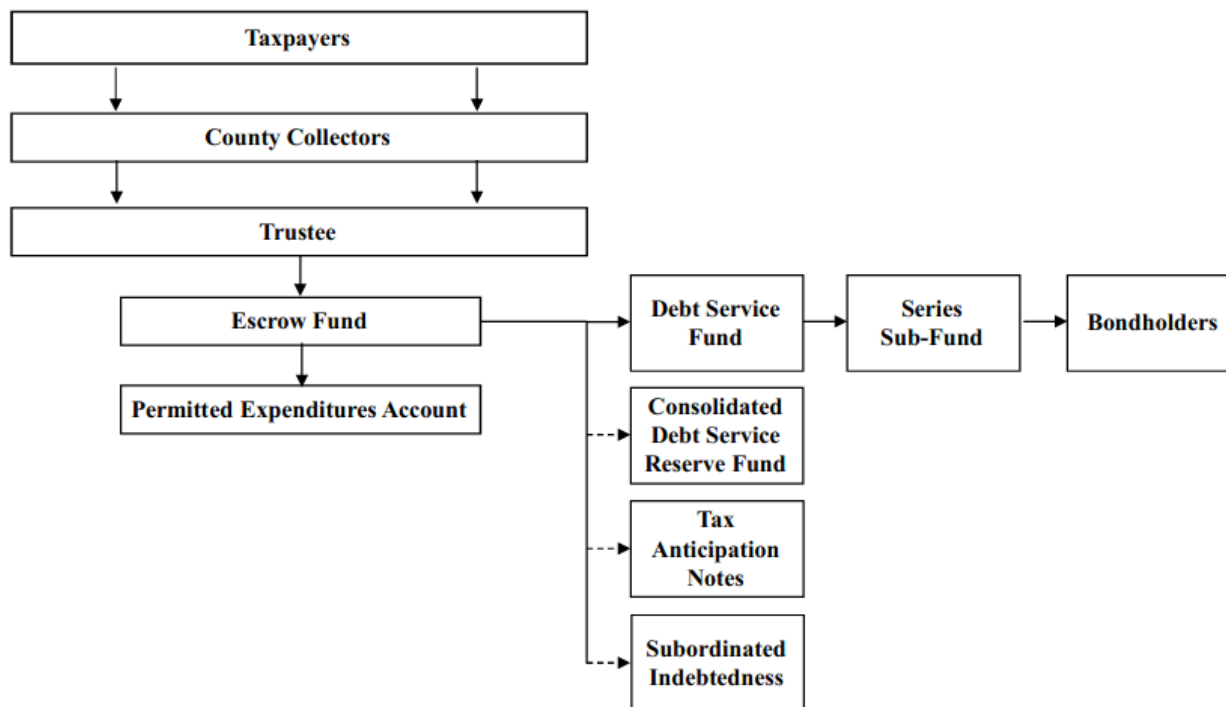 Taxpayers
County Collectors
Trustee
Escrow Fund
Permitted Expenditures Account
Debt Service
Fund
Series
Sub-Fund
Bondholders
Consolidated
Debt Service
Reserve Fund
Tax
Anticipation
Notes
Subordinated
Indebtedness